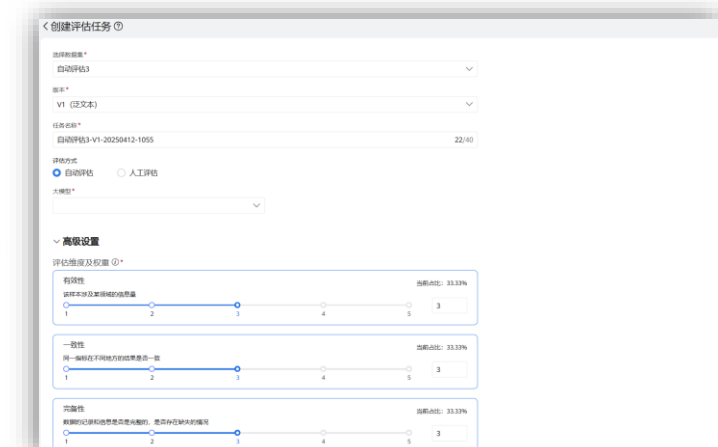 创建评估任务
选择数据集*
自动评估3
版本*
V1 (泛文本)
任务名称*
自动评估3-V1-20250412-1055 22/40
评估方式
自动评估 人工评估
大模型*
高级设置
评估维度及权重*
有效性 当前占比: 33.33%
该样本涉及某领域的信息量
1 2 3 4 5 3
一致性 当前占比: 33.33%
同一指标在不同地方的结果是否一致
1 2 3 4 5 3
完整性 当前占比: 33.33%
数据的记录和信息是否是完整的，是否存在缺失的情况
1 2 3 4 5 3